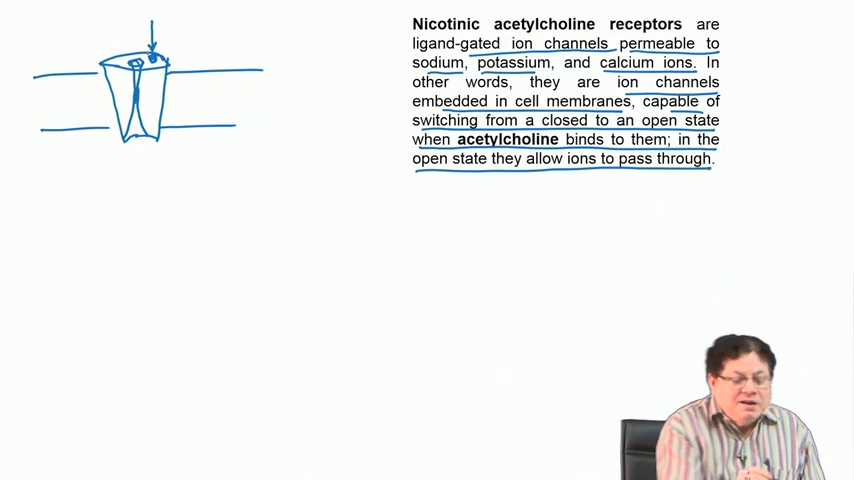 Nicotinic acetylcholine receptors are
ligand-gated ion channels permeable to
sodium, potassium, and calcium ions. In
other words, they are ion channels
embedded in cell membranes, capable of
switching from a closed to an open state
when acetylcholine binds to them; in the
open state they allow ions to pass through.